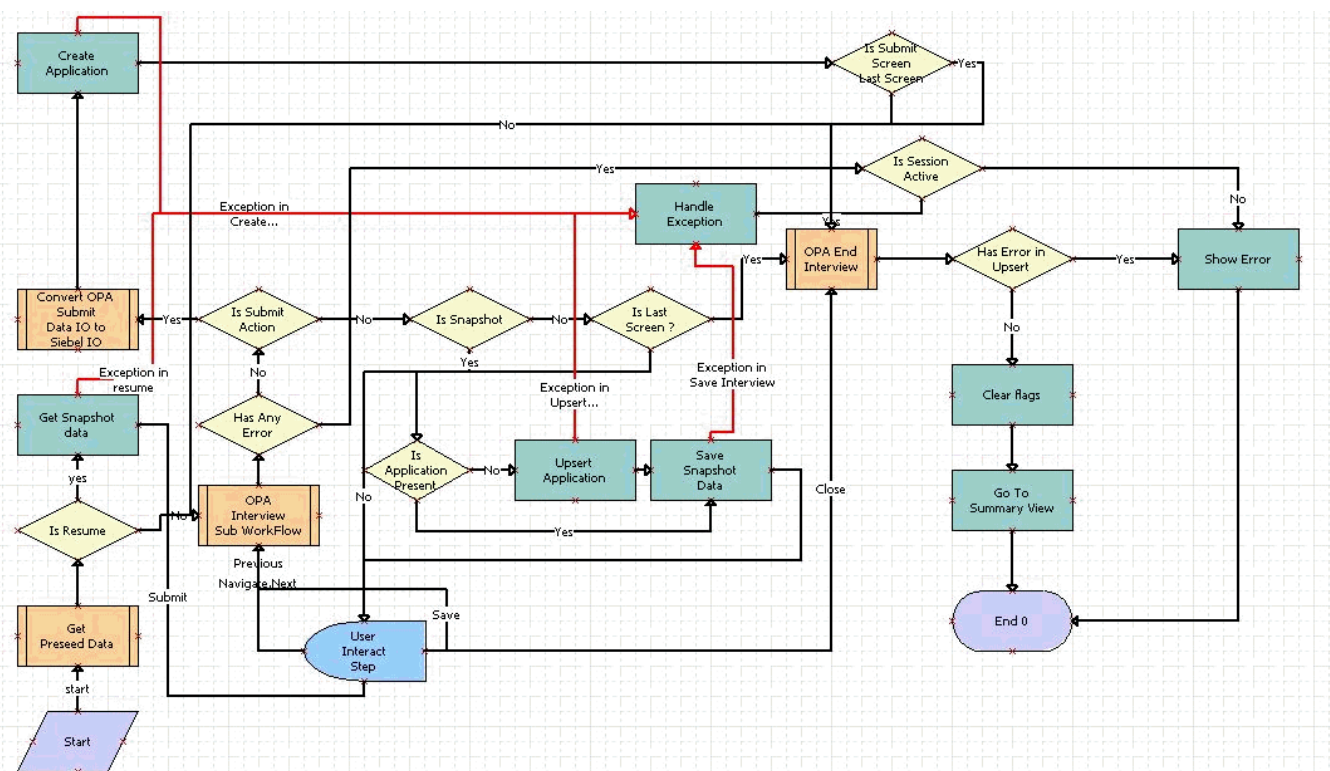 Create
Application
Is Submit
Screen
Last Screen
Yes
No
Yes
Is Session
Active
No
Exception in
Create...
Handle
Exception
Yes
OPA End
Interview
Has Error in
Upsert
Yes
Show Error
Yes
Convert OPA
Submit
Data IO to
Siebel IO
Yes
Is Submit
Action
No
Is Snapshot
No
Is Last
Screen ?
No
Yes
Exception in
resume
No
Exception in
Upsert...
Exception in
Save Interview
Clear flags
Get Snapshot
data
Has Any
Error
Is
Application
Present
No
Upsert
Application
Save
Snapshot
Data
yes
No
Close
Go To
Summary View
Is Resume
No
OPA
Interview
Sub WorkFlow
Yes
Previous
Navigate.Next
Submit
Save
Get
Preseed Data
User
Interact
Step
End 0
start
Start